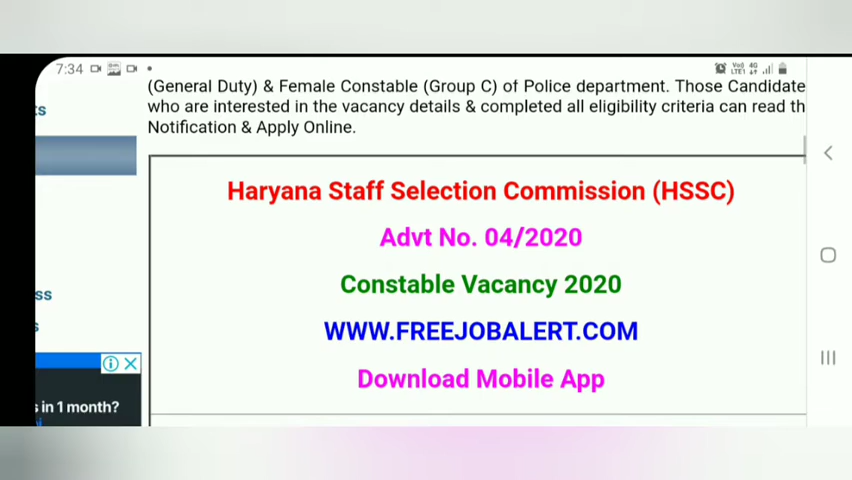 7:34
(General Duty) & Female Constable (Group C) of Police department. Those Candidate
who are interested in the vacancy details & completed all eligibility criteria can read th
Notification & Apply Online.
ts
Haryana Staff Selection Commission (HSSC)
Advt No. 04/2020
Constable Vacancy 2020
WWW.FREEJOBALERT.COM
Download Mobile App
ss
s
s in 1 month?